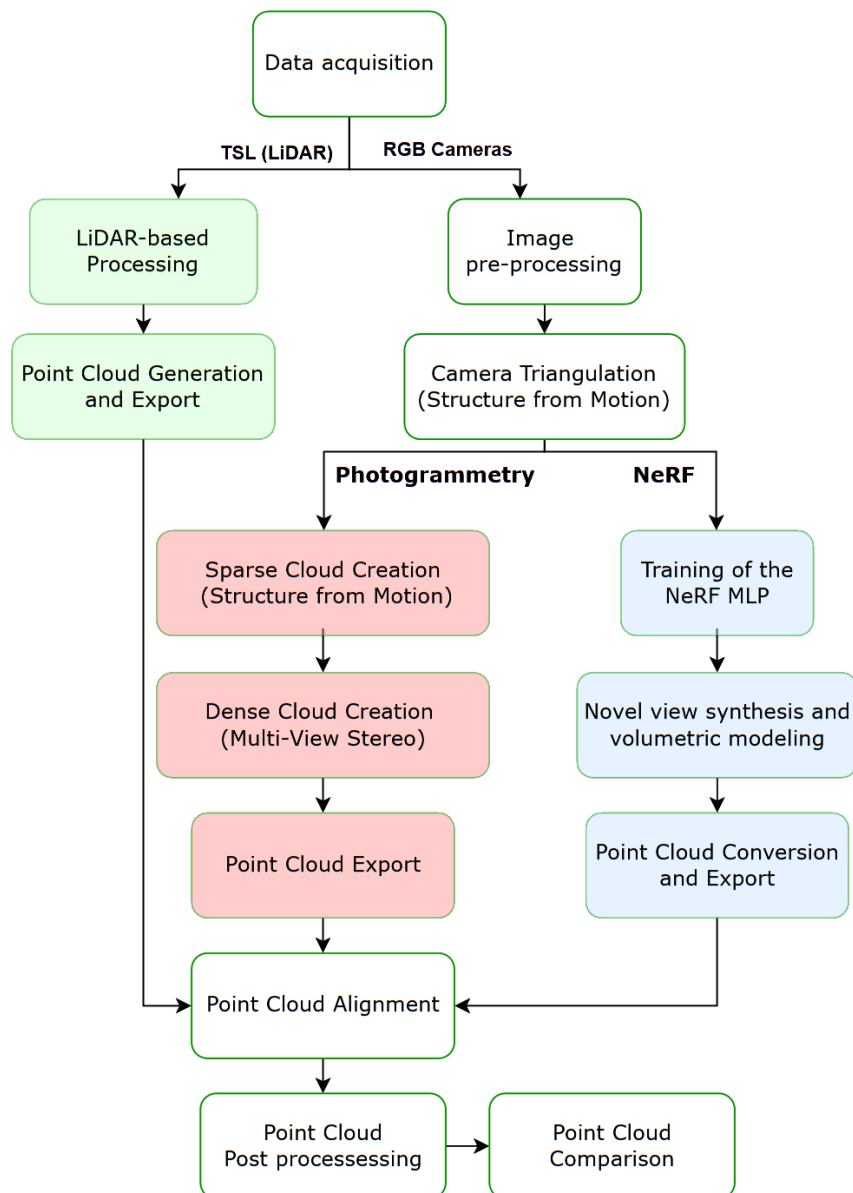 Data acquisition
TSL (LiDAR)
RGB Cameras
LiDAR-based
Processing
Image
pre-processing
Point Cloud Generation
and Export
Camera Triangulation
(Structure from Motion)
Photogrammetry
NeRF
Sparse Cloud Creation
(Structure from Motion)
Training of the
NeRF MLP
Dense Cloud Creation
(Multi-View Stereo)
Novel view synthesis and
volumetric modeling
Point Cloud Export
Point Cloud Conversion
and Export
Point Cloud Alignment
Point Cloud
Post processessing
Point Cloud
Comparison